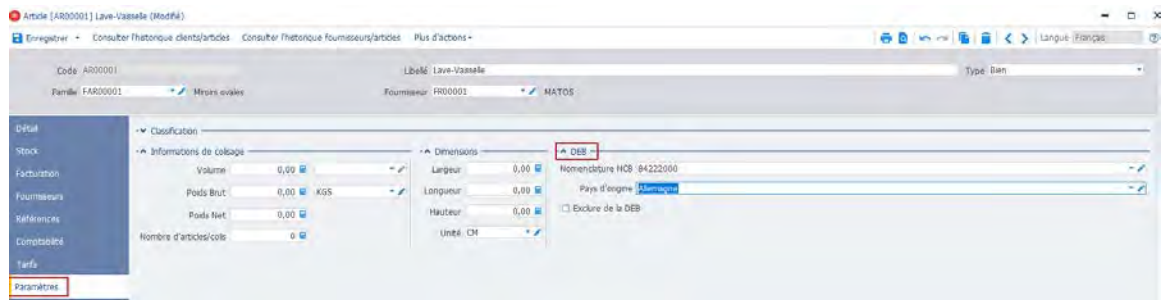 Article [AR00001] Lave-Vaisselle (Modifié)
Enregistrer Consulter l'historique clients/articles Consulter l'historique fournisseurs/articles Plus d'actions
Langue Français
Code AR00001 Libellé Lave-Vaisselle Type Bien
Famille FAR00001 Miroirs ovales Fournisseur FR00001 MATOS
Détail
Stock
Facturation
Fournisseurs
Références
Comptabilité
Tarifs
Paramètres
Classification
Informations de colisage
Volume 0,00
Poids Brut 0,00 KGS
Poids Net 0,00
Nombre d'articles/colis 0
Dimensions
Largeur 0,00
Longueur 0,00
Hauteur 0,00
Unité CM
DEB
Nomenclature NC8 84222000
Pays d'origine Allemagne
Exclure de la DEB